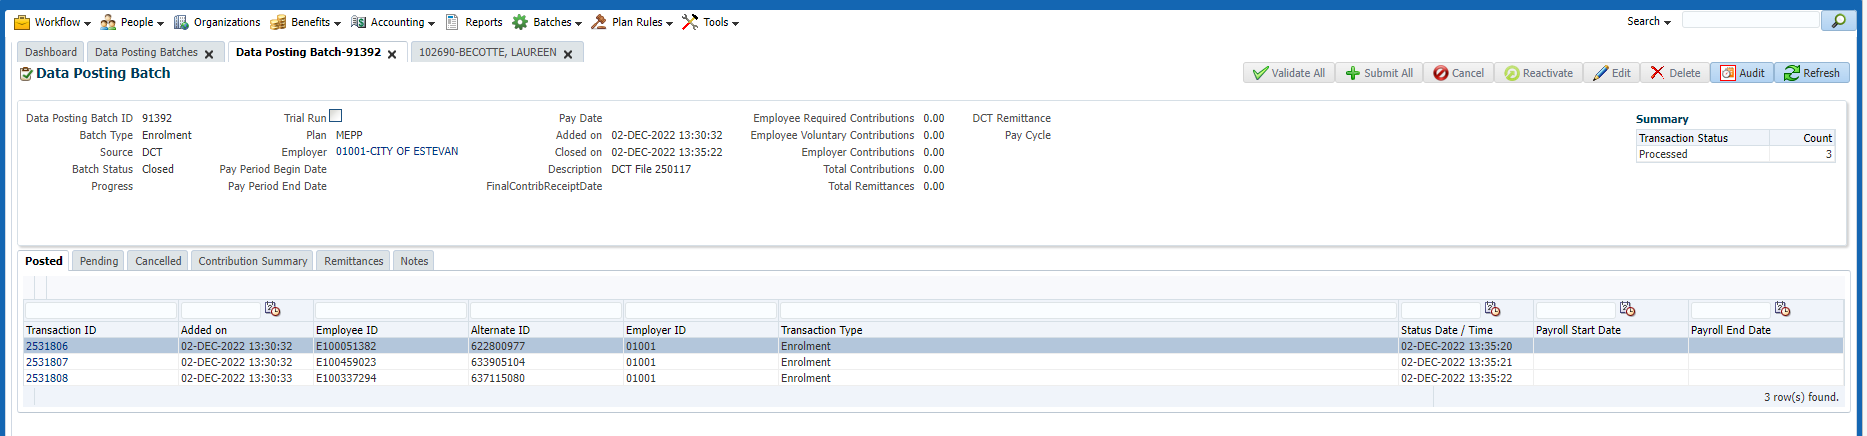 Workflow People Organizations Benefits Accounting Reports Batches Plan Rules Tools Search
Dashboard Data Posting Batches Data Posting Batch-91392 102690-BECOTTE, LAUREEN
Data Posting Batch Validate All Submit All Cancel Reactivate Edit Delete Audit Refresh
Data Posting Batch ID 91392 Trial Run Pay Date Employee Required Contributions 0.00 DCT Remittance Summary
Batch Type Enrolment Plan MEPP Added on 02-DEC-2022 13:30:32 Employee Voluntary Contributions 0.00 Pay Cycle Transaction Status Count
Source DCT Employer 01001-CITY OF ESTEVAN Closed on 02-DEC-2022 13:35:22 Employer Contributions 0.00 Processed 3
Batch Status Closed Pay Period Begin Date Description DCT File 250117 Total Contributions 0.00
Progress Pay Period End Date FinalContribReceiptDate Total Remittances 0.00
Posted Pending Cancelled Contribution Summary Remittances Notes
Transaction ID Added on Employee ID Alternate ID Employer ID Transaction Type Status Date / Time Payroll Start Date Payroll End Date
2531806 02-DEC-2022 13:30:32 E100051382 622800977 01001 Enrolment 02-DEC-2022 13:35:20
2531807 02-DEC-2022 13:30:32 E100459023 633905104 01001 Enrolment 02-DEC-2022 13:35:21
2531808 02-DEC-2022 13:30:33 E100337294 637115080 01001 Enrolment 02-DEC-2022 13:35:22
3 row(s) found.